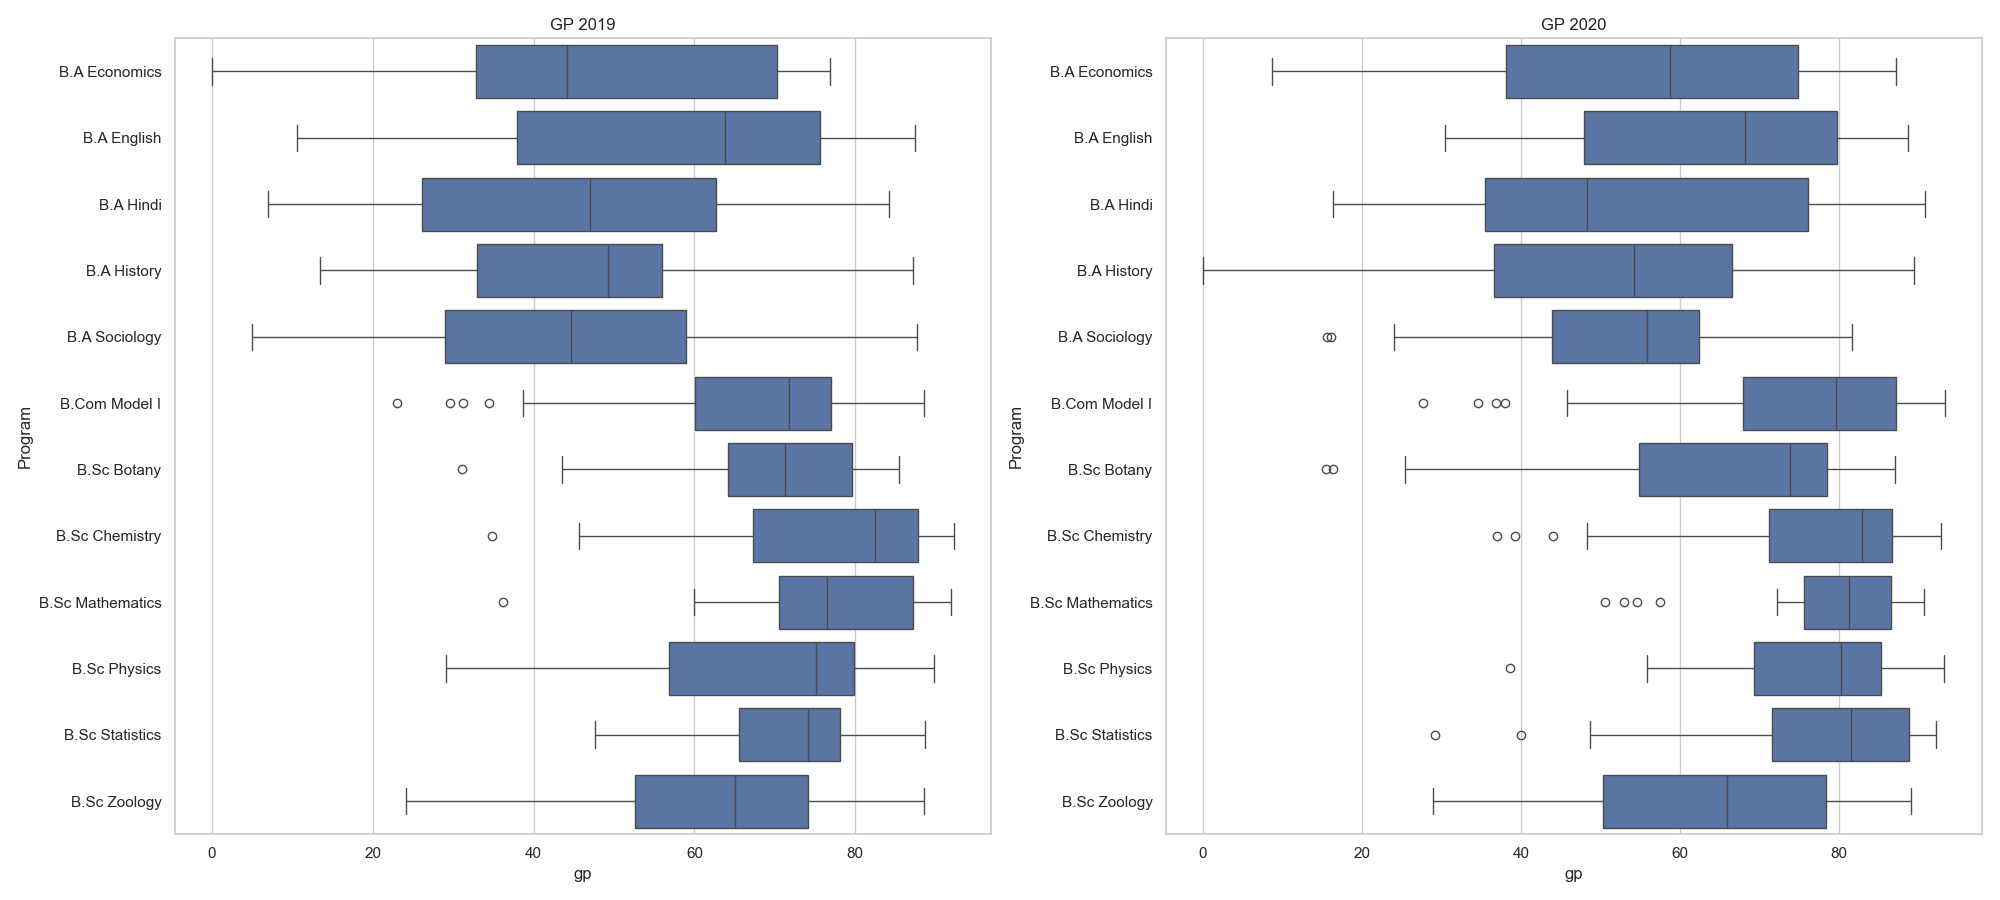 GP 2019
B.A Economics
B.A English
B.A Hindi
B.A History
B.A Sociology
B.Com Model I
B.Sc Botany
B.Sc Chemistry
B.Sc Mathematics
B.Sc Physics
B.Sc Statistics
B.Sc Zoology
Program
0 20 40 60 80
gp
GP 2020
B.A Economics
B.A English
B.A Hindi
B.A History
B.A Sociology
B.Com Model I
B.Sc Botany
B.Sc Chemistry
B.Sc Mathematics
B.Sc Physics
B.Sc Statistics
B.Sc Zoology
Program
0 20 40 60 80
gp